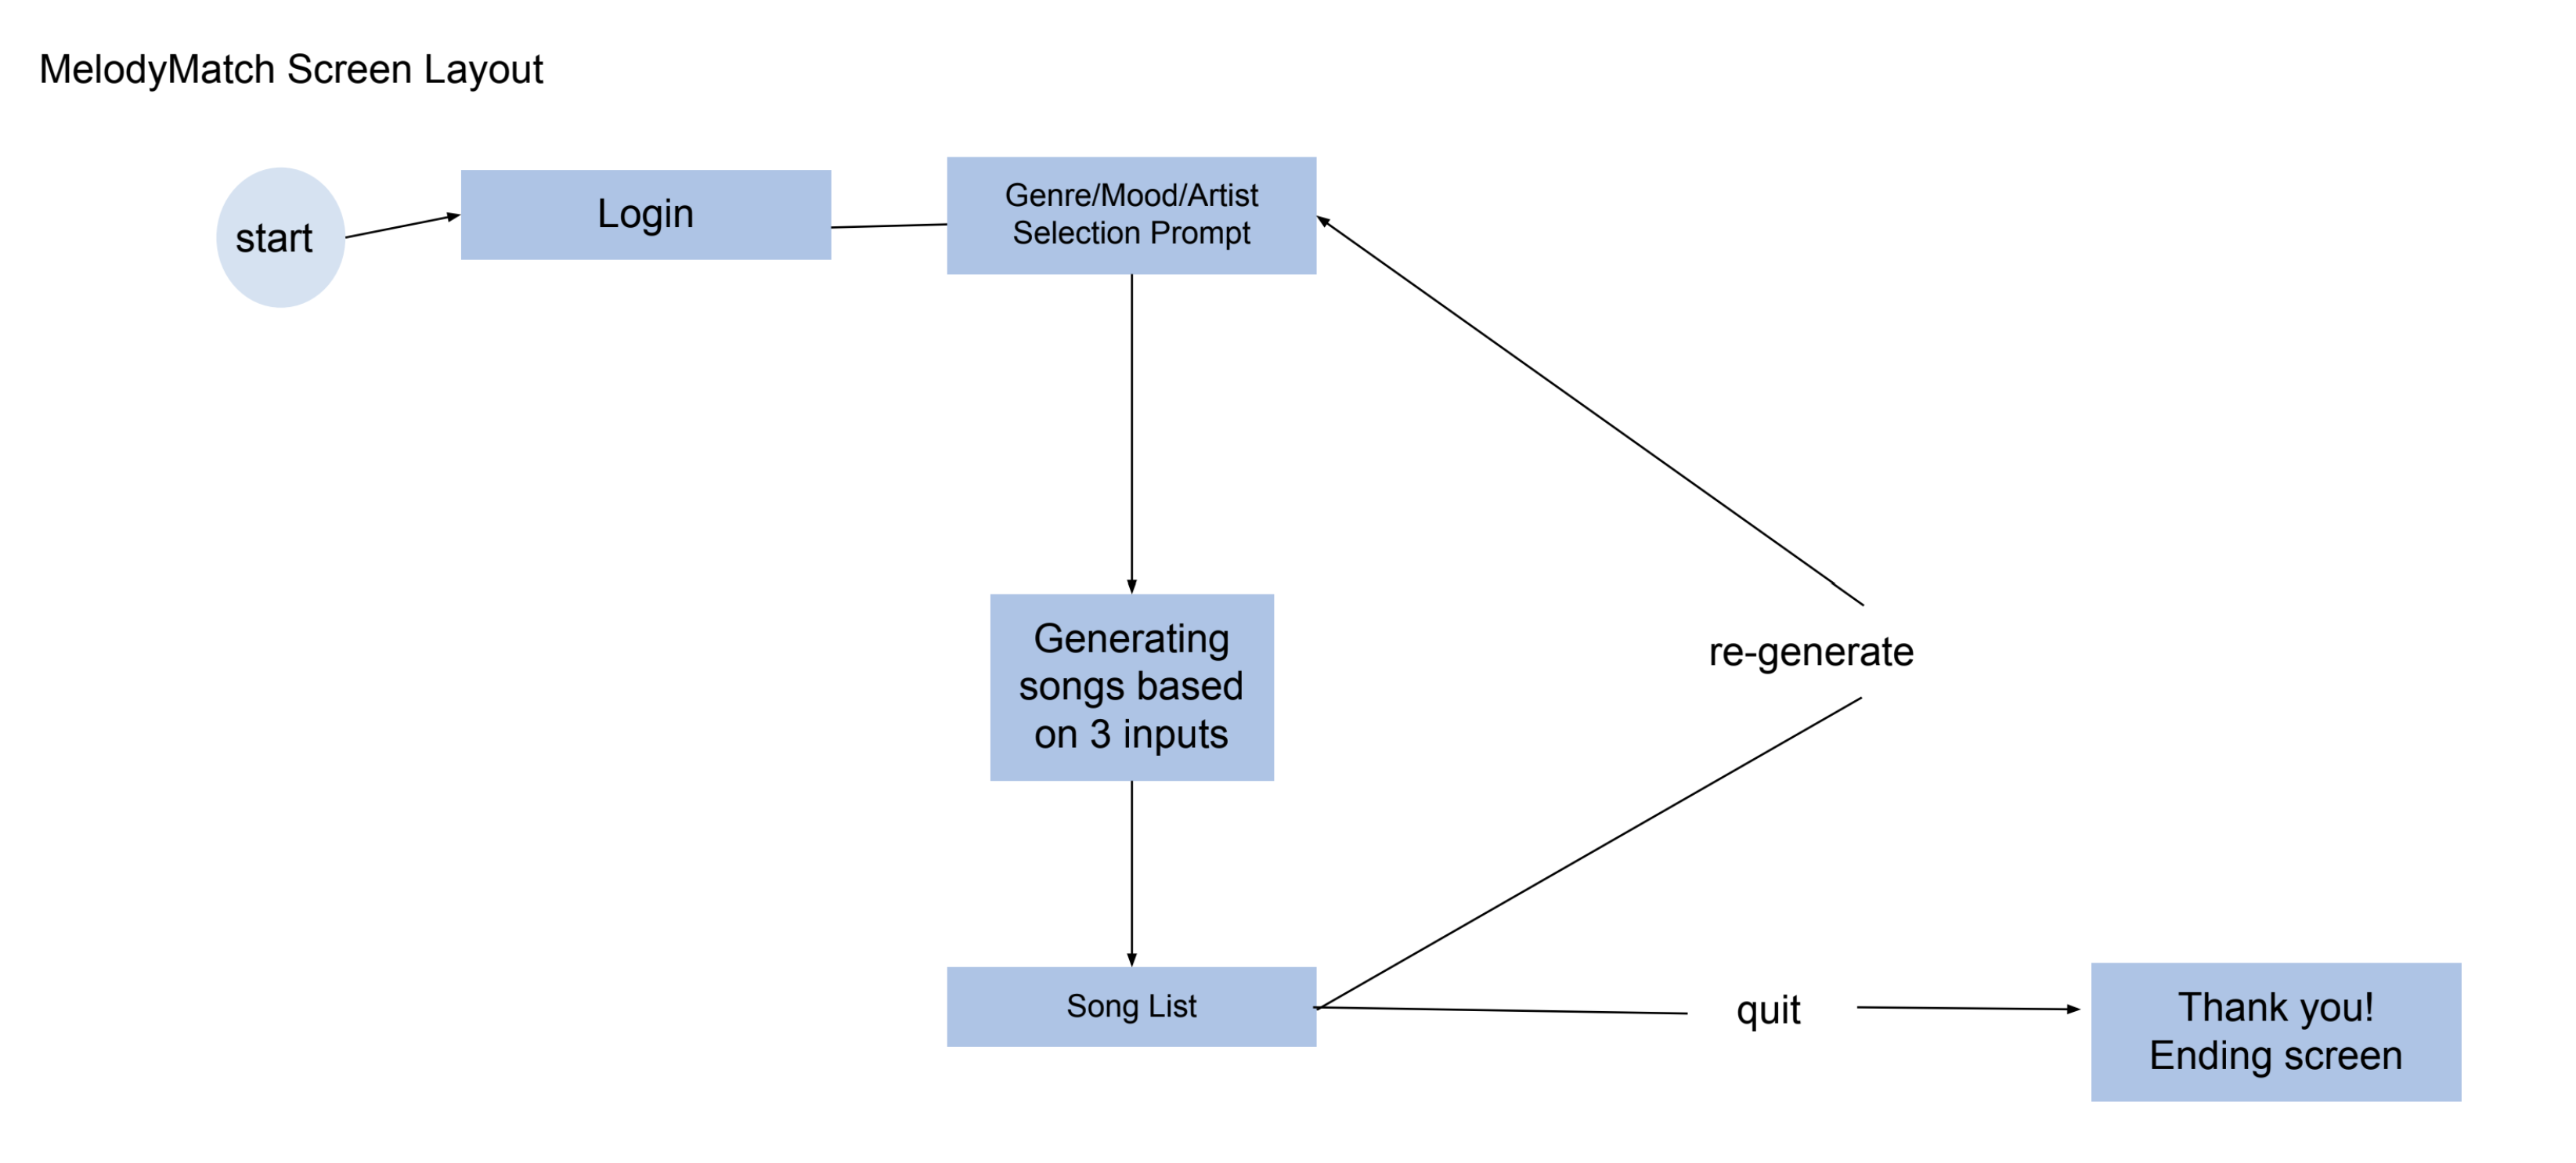 MelodyMatch Screen Layout
start
Login
Genre/Mood/Artist
Selection Prompt
Generating
songs based
on 3 inputs
re-generate
Song List
quit
Thank you!
Ending screen